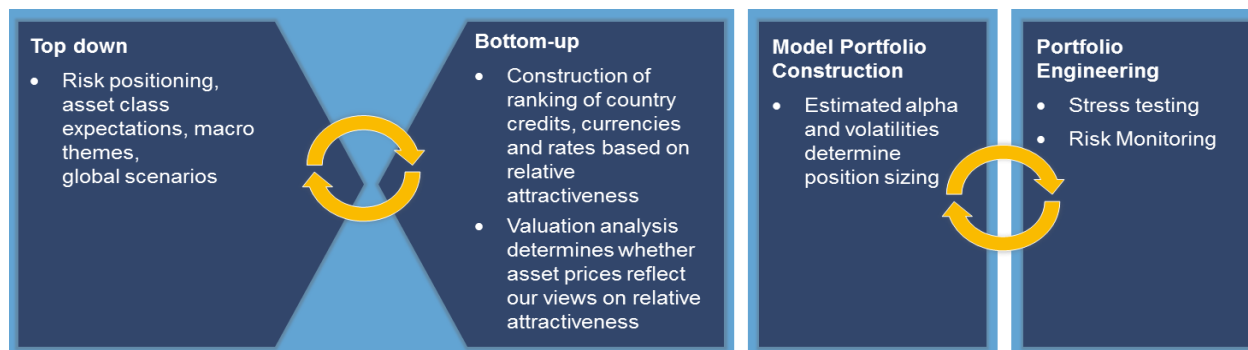 Top down
• Risk positioning,
asset class
expectations, macro
themes,
global scenarios
Bottom-up
• Construction of
ranking of country
credits, currencies
and rates based on
relative
attractiveness
• Valuation analysis
determines whether
asset prices reflect
our views on relative
attractiveness
Model Portfolio
Construction
• Estimated alpha
and volatilities
determine
position sizing
Portfolio
Engineering
• Stress testing
• Risk Monitoring